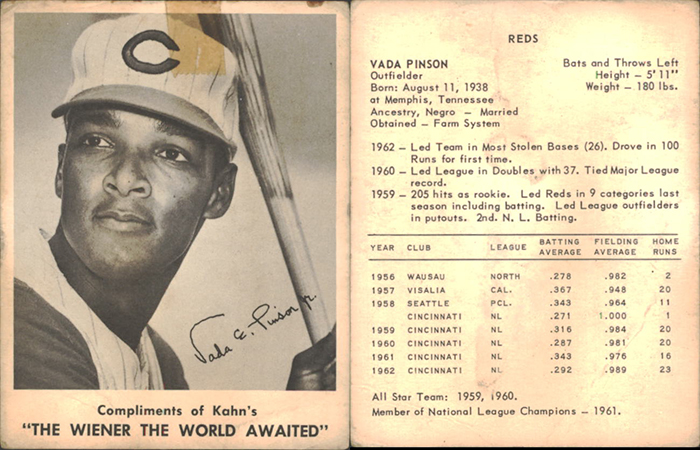 C
Vada E. Pinson Jr.
Compliments of Kahn's
"THE WIENER THE WORLD AWAITED"
REDS
VADA PINSON Bats and Throws Left
Outfielder Height – 5' 11"
Born: August 11, 1938 Weight – 180 lbs.
at Memphis, Tennessee
Ancestry, Negro – Married
Obtained – Farm System
1962 – Led Team in Most Stolen Bases (26). Drove in 100
Runs for first time.
1960 – Led League in Doubles with 37. Tied Major League
record.
1959 – 205 hits as rookie. Led Reds in 9 categories last
season including batting. Led League outfielders
in putouts. 2nd. N. L. Batting.
YEAR CLUB LEAGUE BATTING AVERAGE FIELDING AVERAGE HOME RUNS
1956 WAUSAU NORTH .278 .982 2
1957 VISALIA CAL. .367 .948 20
1958 SEATTLE PCL. .343 .964 11
CINCINNATI NL .271 1.000 1
1959 CINCINNATI NL .316 .984 20
1960 CINCINNATI NL .287 .981 20
1961 CINCINNATI NL .343 .976 16
1962 CINCINNATI NL .292 .989 23
All Star Team: 1959, 1960.
Member of National League Champions – 1961.